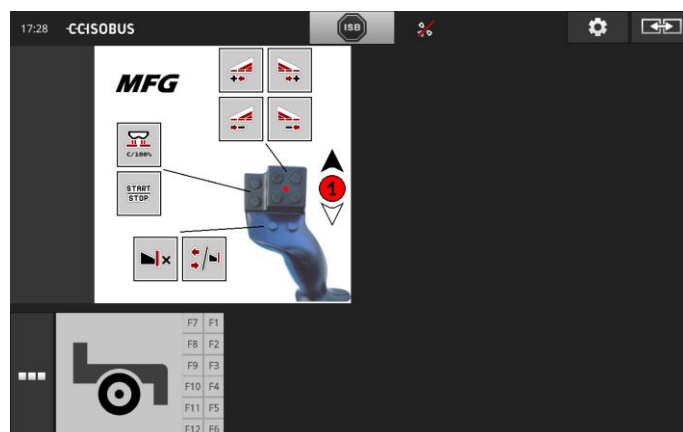 17:28 CCISOBUS ISB
MFG
C/100%
START
STOP
1
F7 F1
F8 F2
F9 F3
F10 F4
F11 F5
F12 F6